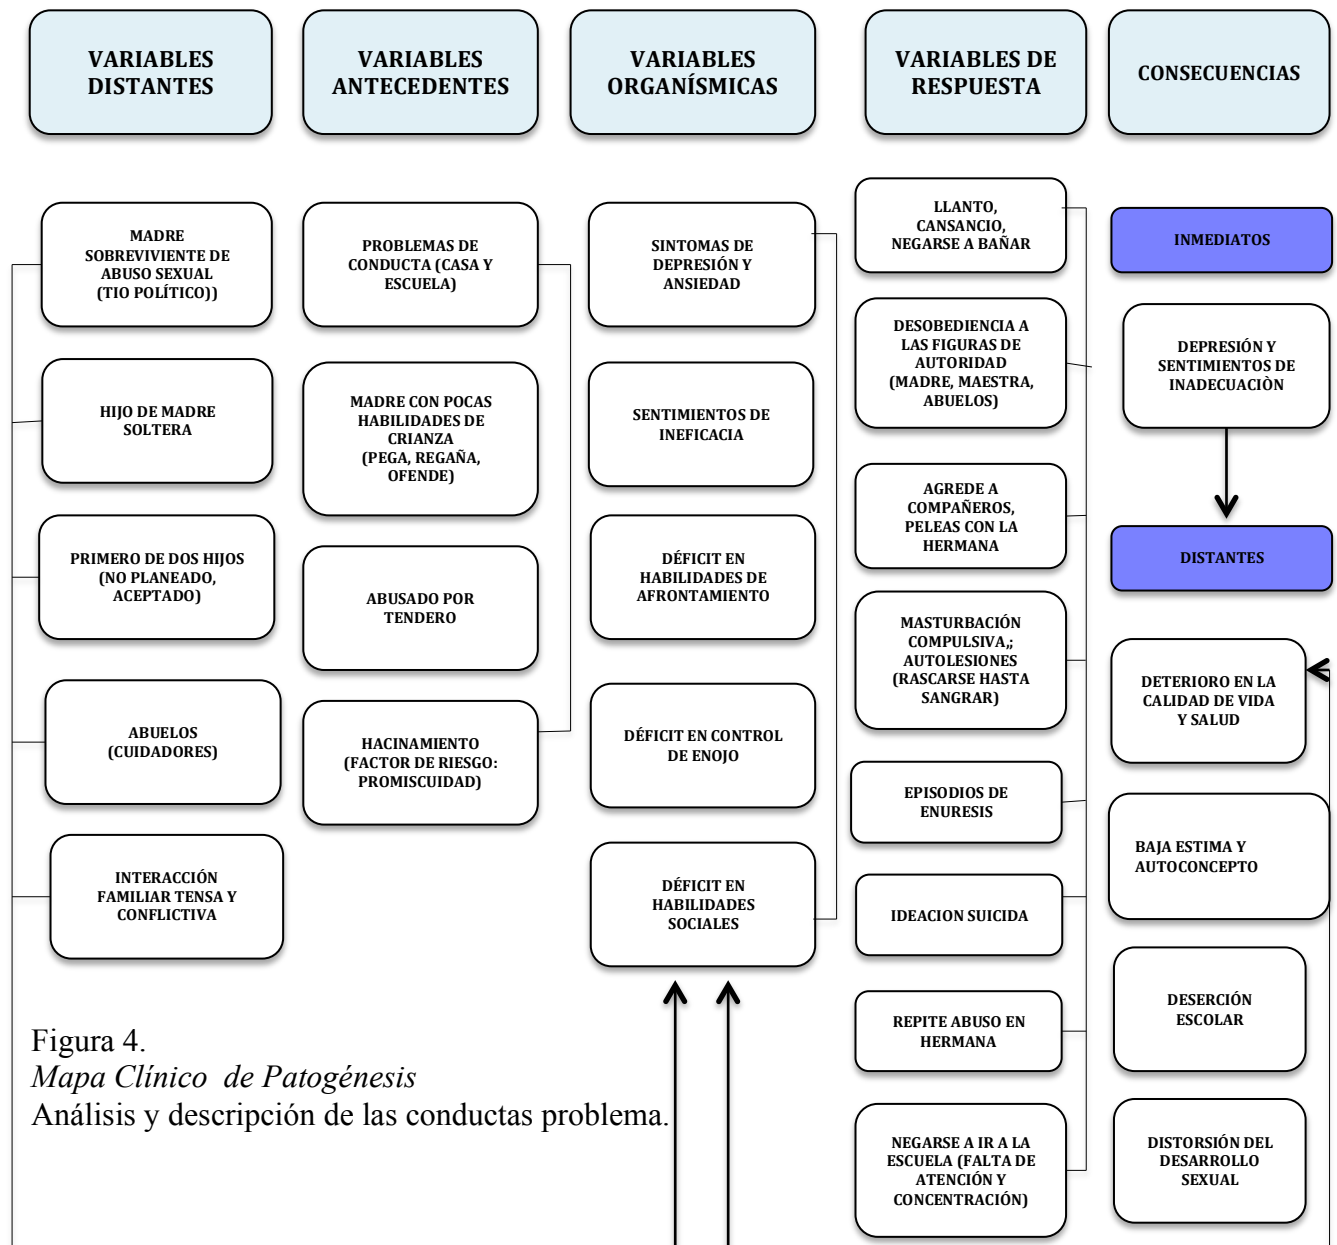 VARIABLES
DISTANTES
VARIABLES
ANTECEDENTES
VARIABLES
ORGANÍSMICAS
VARIABLES DE
RESPUESTA
CONSECUENCIAS
MADRE
SOBREVIVIENTE DE
ABUSO SEXUAL
(TIO POLÍTICO))
HIJO DE MADRE
SOLTERA
PRIMERO DE DOS HIJOS
(NO PLANEADO,
ACEPTADO)
ABUELOS
(CUIDADORES)
INTERACCIÓN
FAMILIAR TENSA Y
CONFLICTIVA
PROBLEMAS DE
CONDUCTA (CASA Y
ESCUELA)
MADRE CON POCAS
HABILIDADES DE
CRIANZA
(PEGA, REGAÑA,
OFENDE)
ABUSADO POR
TENDERO
HACINAMIENTO
(FACTOR DE RIESGO:
PROMISCUIDAD)
SINTOMAS DE
DEPRESIÓN Y
ANSIEDAD
SENTIMIENTOS DE
INEFICACIA
DÉFICIT EN
HABILIDADES DE
AFRONTAMIENTO
DÉFICIT EN CONTROL
DE ENOJO
DÉFICIT EN
HABILIDADES
SOCIALES
LLANTO,
CANSANCIO,
NEGARSE A BAÑAR
DESOBEDIENCIA A
LAS FIGURAS DE
AUTORIDAD
(MADRE, MAESTRA,
ABUELOS)
AGREDE A
COMPAÑEROS,
PELEAS CON LA
HERMANA
MASTURBACIÓN
COMPULSIVA,;
AUTOLESIONES
(RASCARSE HASTA
SANGRAR)
EPISODIOS DE
ENURESIS
IDEACION SUICIDA
REPITE ABUSO EN
HERMANA
NEGARSE A IR A LA
ESCUELA (FALTA DE
ATENCIÓN Y
CONCENTRACIÓN)
INMEDIATOS
DEPRESIÓN Y
SENTIMIENTOS DE
INADECUACIÒN
DISTANTES
DETERIORO EN LA
CALIDAD DE VIDA
Y SALUD
BAJA ESTIMA Y
AUTOCONCEPTO
DESERCIÓN
ESCOLAR
DISTORSIÓN DEL
DESARROLLO
SEXUAL
Figura 4.
Mapa Clínico de Patogénesis
Análisis y descripción de las conductas problema.